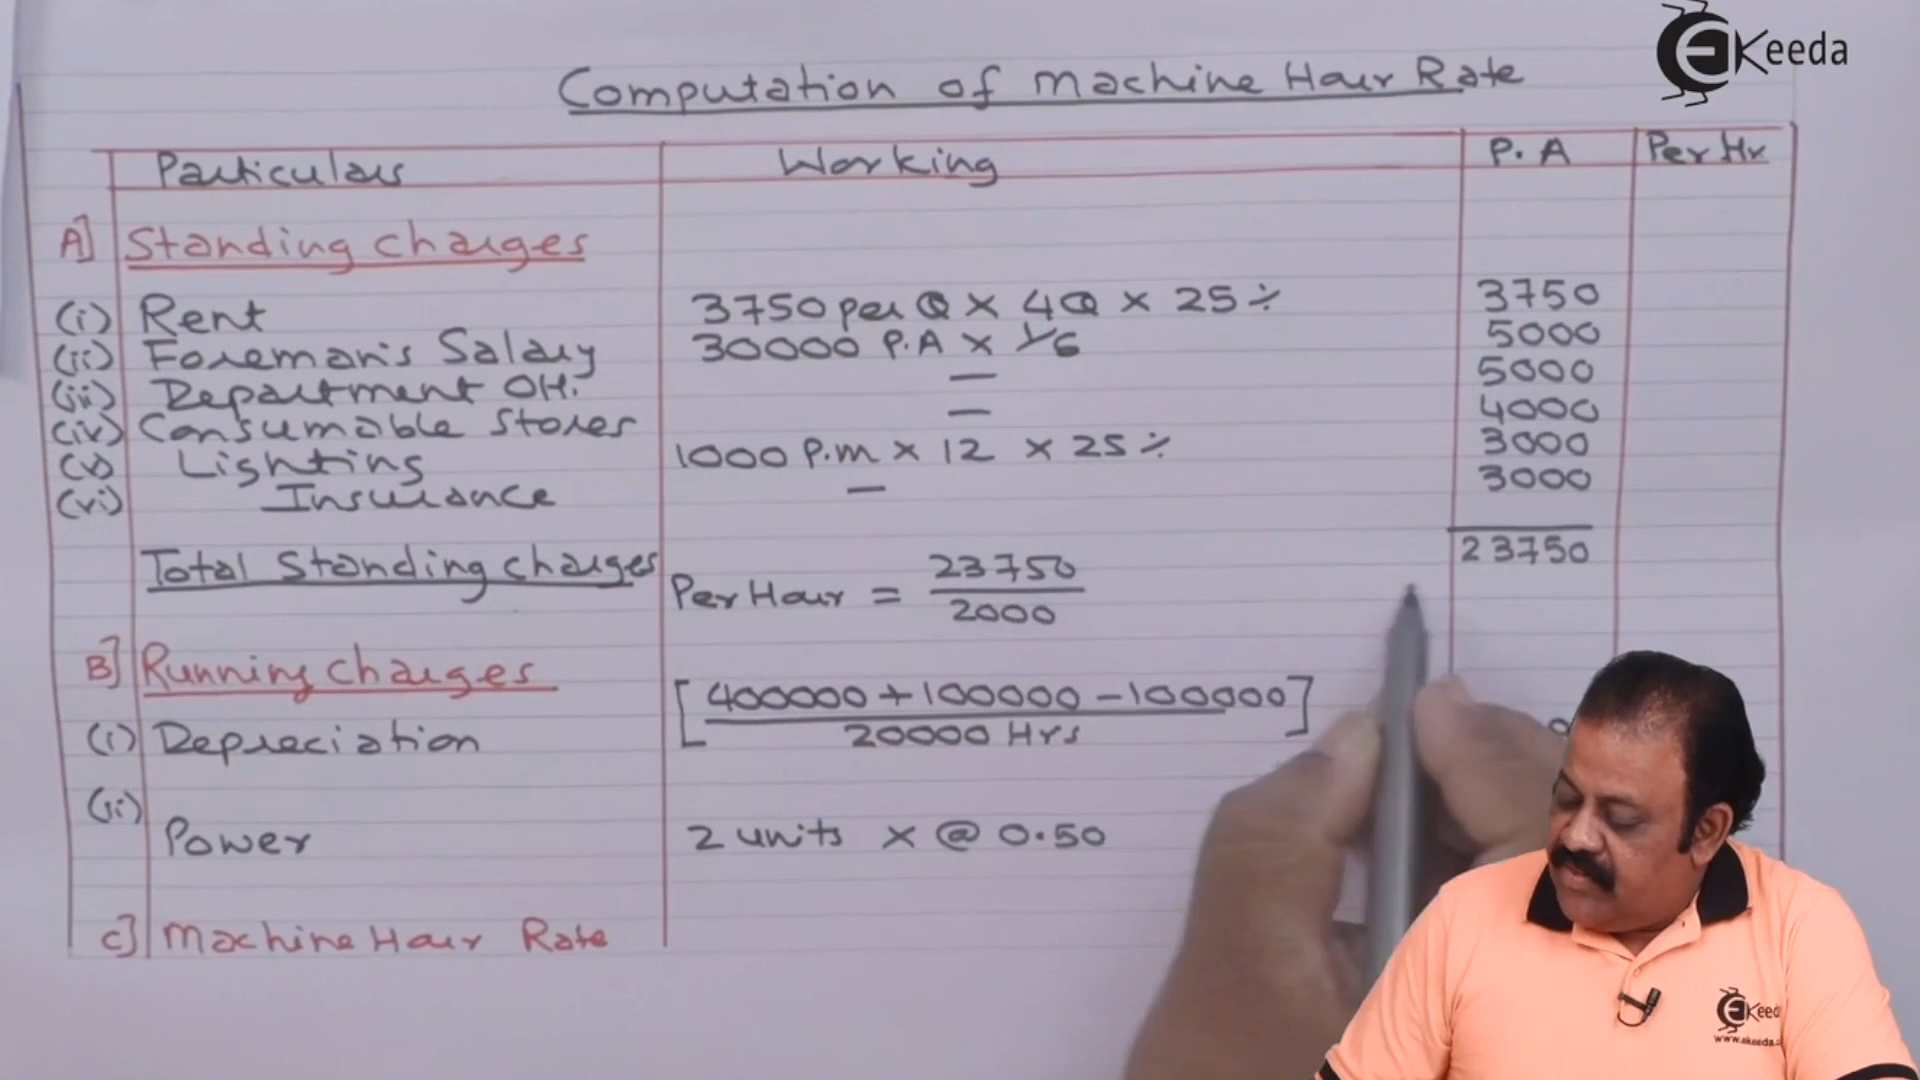 Keeda
Computation of Machine Hour Rate
Particulars Working P.A Per Hr
A] Standing charges
(i) Rent 3750 per Q × 4Q × 25% 3750
(ii) Foreman's Salary 30000 P.A × 1/6 5000
(iii) Department OH. — 5000
(iv) Consumable Stores — 4000
(v) Lighting 1000 P.m × 12 × 25% 3000
(vi) Insurance — 3000
Total Standing charges 23750
Per Hour = 23750
2000
B] Running charges
[400000 + 100000 - 100000]
(i) Depreciation 20000 Hrs
(ii)
Power 2 units × @ 0.50
C] Machine Hour Rate
Keed
www.ekeeda.c